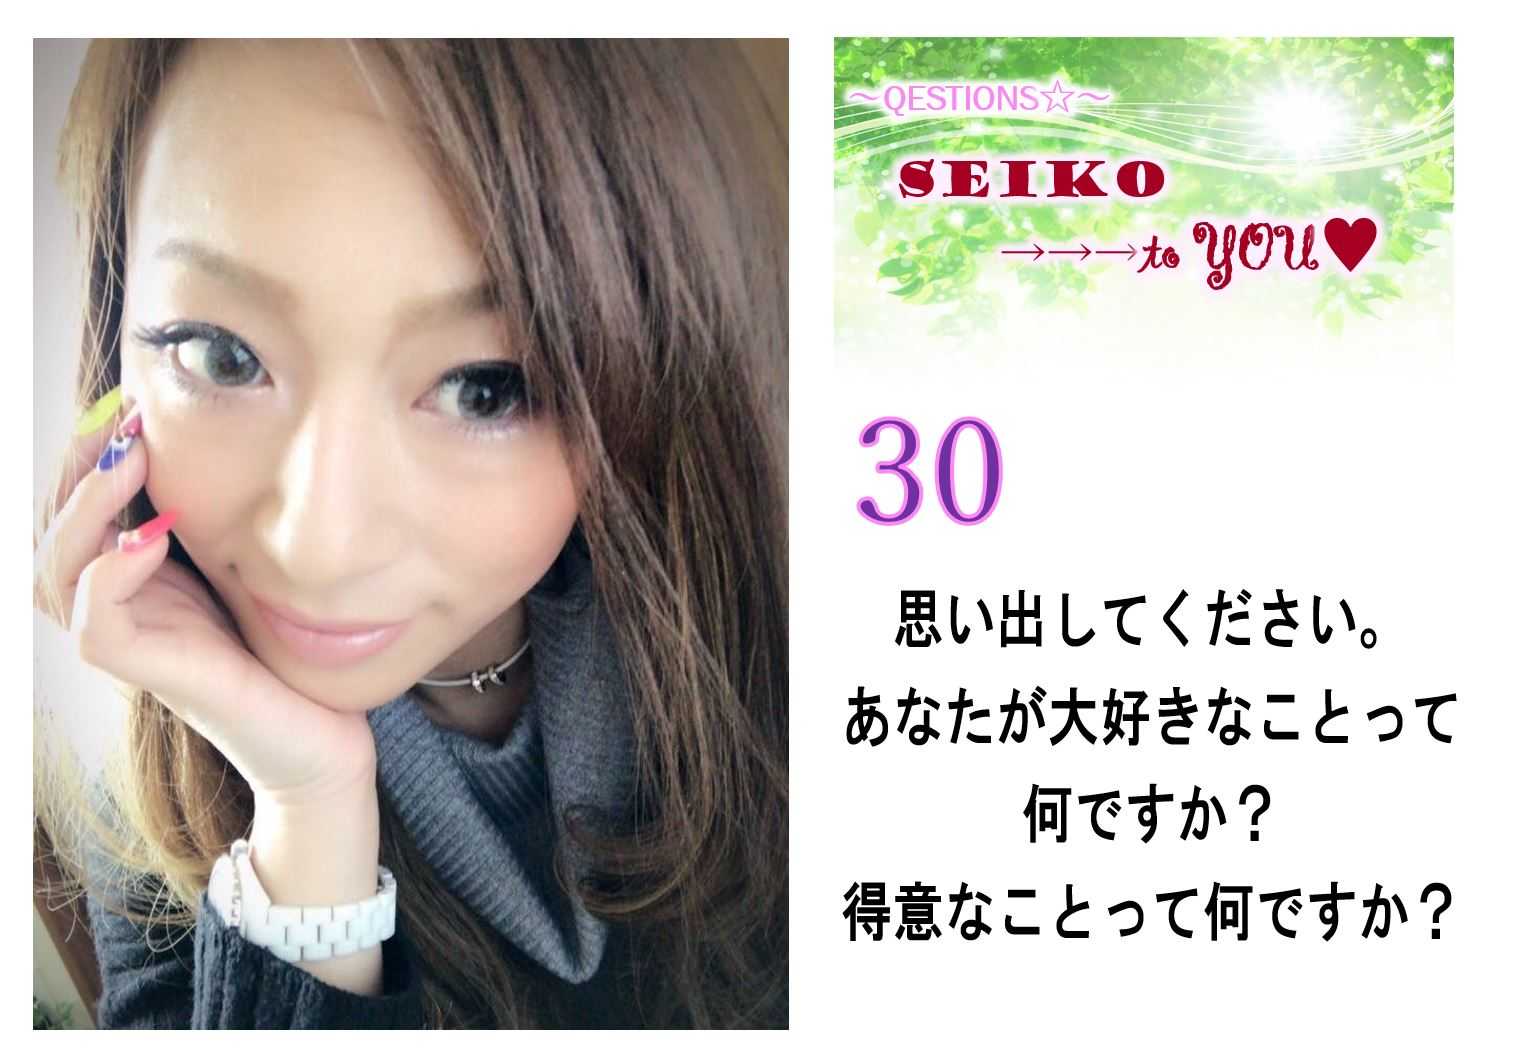 ～QESTIONS☆～
SEIKO
→→→to YOU♥
30
思い出してください。
あなたが大好きなことって
何ですか？
得意なことって何ですか？